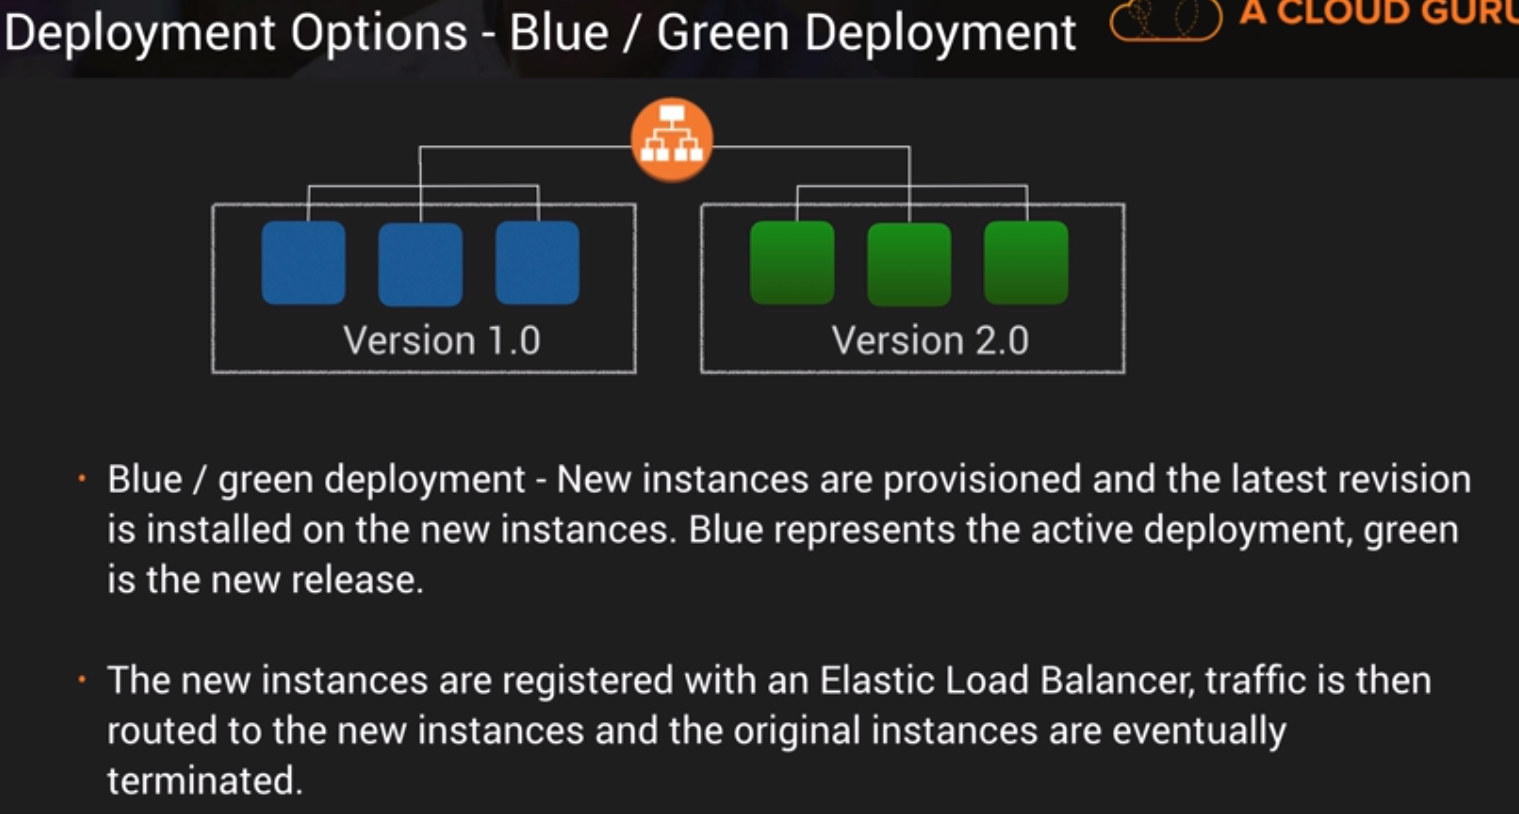 Deployment Options - Blue / Green Deployment
A CLOUD GURU
Version 1.0
Version 2.0
· Blue / green deployment - New instances are provisioned and the latest revision
is installed on the new instances. Blue represents the active deployment, green
is the new release.
· The new instances are registered with an Elastic Load Balancer, traffic is then
routed to the new instances and the original instances are eventually
terminated.